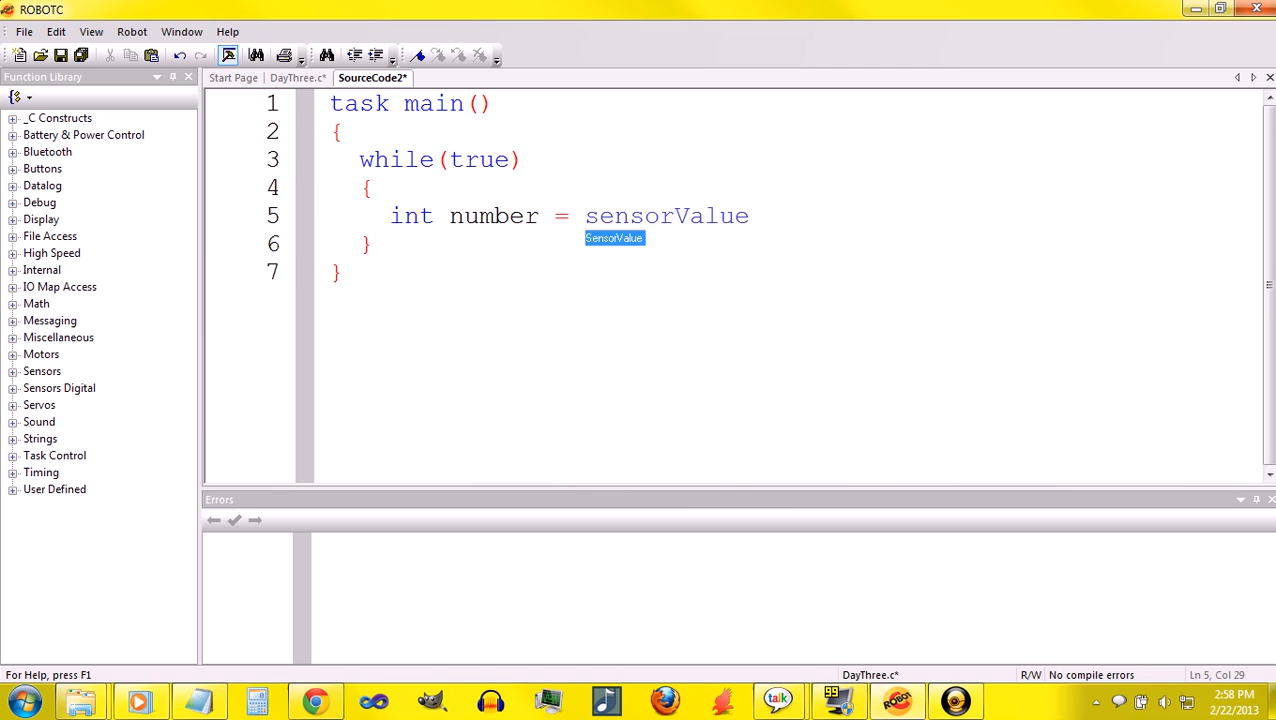 ROBOTC
File Edit View Robot Window Help
Function Library
Start Page DayThree.c* SourceCode2*
_C Constructs
Battery & Power Control
Bluetooth
Buttons
Datalog
Debug
Display
File Access
High Speed
Internal
IO Map Access
Math
Messaging
Miscellaneous
Motors
Sensors
Sensors Digital
Servos
Sound
Strings
Task Control
Timing
User Defined
1 task main()
2 {
3 while(true)
4 {
5 int number = sensorValue
SensorValue
6 }
7 }
Errors
For Help, press F1 DayThree.c* R/W No compile errors Ln 5, Col 29
talk 99 ROBOT
2:58 PM
2/22/2013